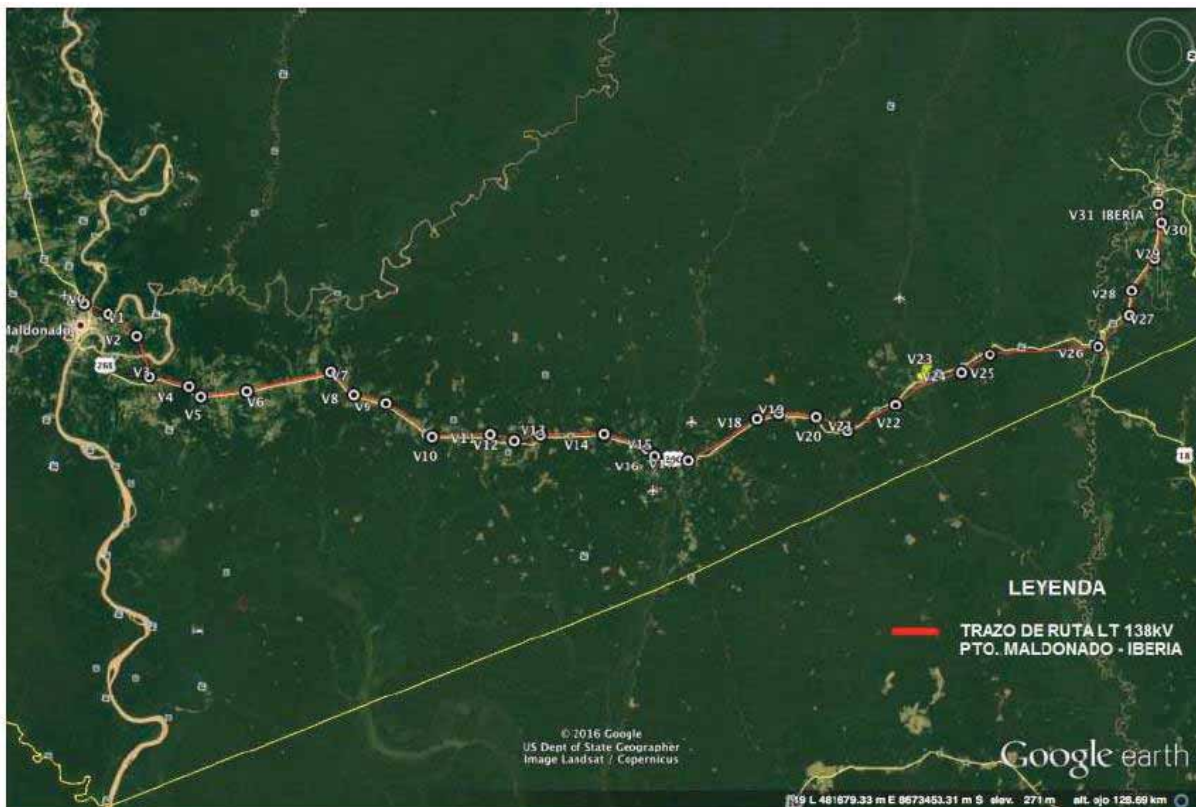 V31 IBERIA
V30
V29
V28
V27
V0
V1
Maldonado
V2
26B
V3
V4
V5
V6
V7
V8
V9
V10
V11
V12
V13
V14
V15
V16
V18
V19
V20
V21
V22
V23
V24
V25
V26
18
LEYENDA
TRAZO DE RUTA LT 138kV
PTO. MALDONADO - IBERIA
© 2016 Google
US Dept of State Geographer
Image Landsat / Copernicus
Google earth
19 L 481679.33 m E 8673453.31 m S elev. 271 m alt. ojo 126.69 km